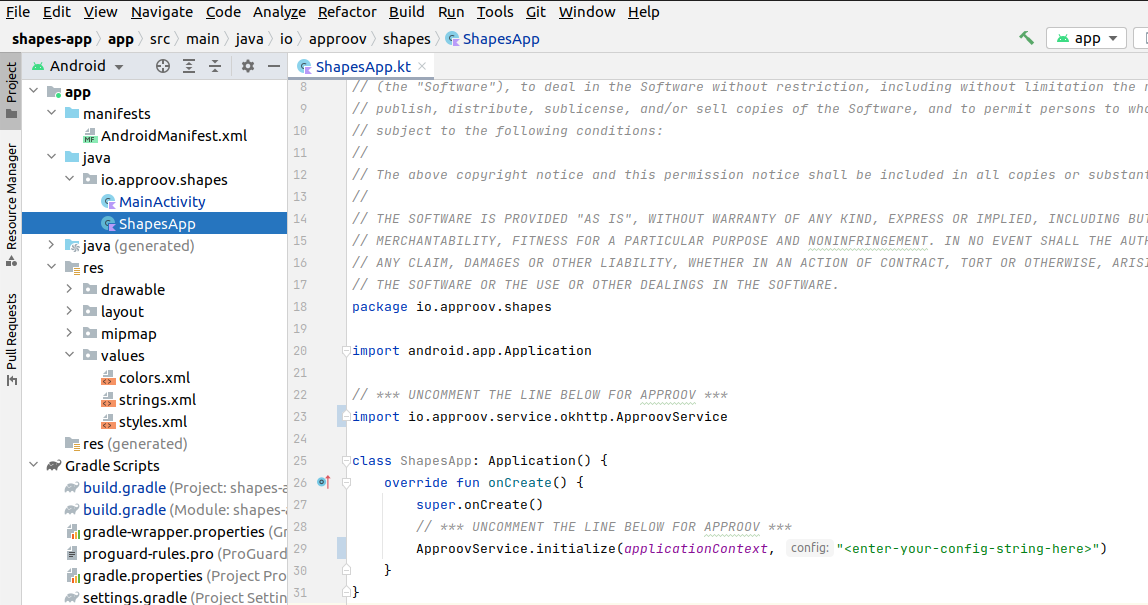 File Edit View Navigate Code Analyze Refactor Build Run Tools Git Window Help
shapes-app app src main java io approov shapes ShapesApp app
Project
Resource Manager
Pull Requests
Android
app
manifests
AndroidManifest.xml
java
io.approov.shapes
MainActivity
ShapesApp
java (generated)
res
drawable
layout
mipmap
values
colors.xml
strings.xml
styles.xml
res (generated)
Gradle Scripts
build.gradle (Project: shapes-a
build.gradle (Module: shapes-
gradle-wrapper.properties (Gr
proguard-rules.pro (ProGuard
gradle.properties (Project Pro
settings.gradle (Project Settin
ShapesApp.kt
8 // (the "Software"), to deal in the Software without restriction, including without limitation the r
9 // publish, distribute, sublicense, and/or sell copies of the Software, and to permit persons to who
10 // subject to the following conditions:
11 //
12 // The above copyright notice and this permission notice shall be included in all copies or substant
13 //
14 // THE SOFTWARE IS PROVIDED "AS IS", WITHOUT WARRANTY OF ANY KIND, EXPRESS OR IMPLIED, INCLUDING BUT
15 // MERCHANTABILITY, FITNESS FOR A PARTICULAR PURPOSE AND NONINFRINGEMENT. IN NO EVENT SHALL THE AUTH
16 // ANY CLAIM, DAMAGES OR OTHER LIABILITY, WHETHER IN AN ACTION OF CONTRACT, TORT OR OTHERWISE, ARISI
17 // THE SOFTWARE OR THE USE OR OTHER DEALINGS IN THE SOFTWARE.
18 package io.approov.shapes
19
20 import android.app.Application
21
22 // *** UNCOMMENT THE LINE BELOW FOR APPROOV ***
23 import io.approov.service.okhttp.ApproovService
24
25 class ShapesApp: Application() {
26 override fun onCreate() {
27 super.onCreate()
28 // *** UNCOMMENT THE LINE BELOW FOR APPROOV ***
29 ApproovService.initialize(applicationContext, config: "<enter-your-config-string-here>")
30 }
31 }